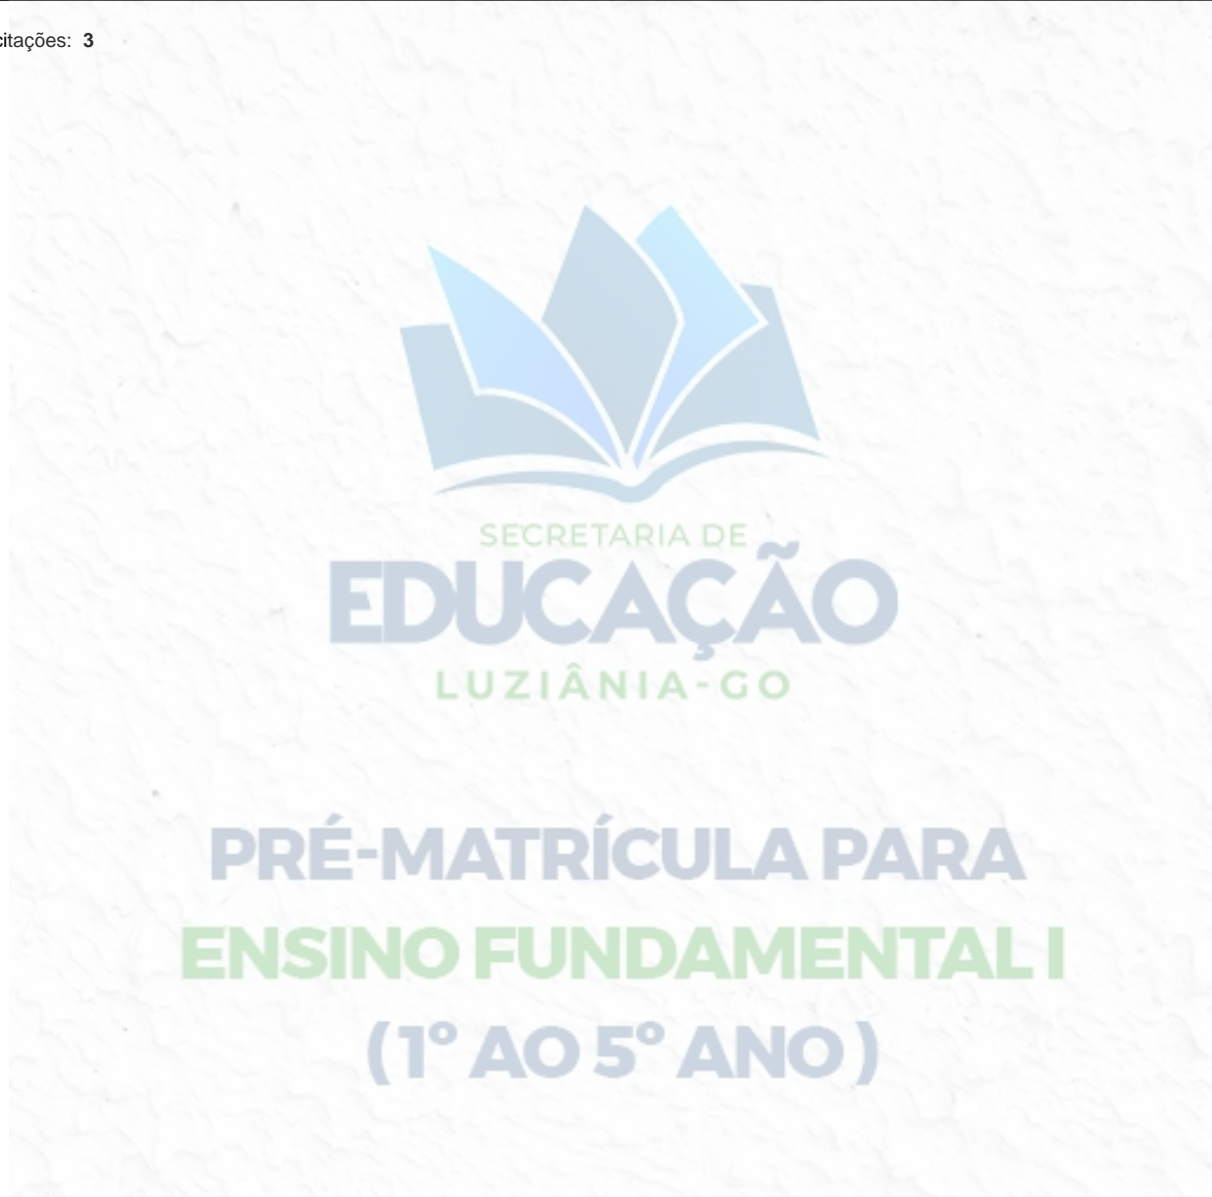 citações: 3
SECRETARIA DE
EDUCAÇÃO
LUZIÂNIA-GO
PRÉ-MATRÍCULA PARA
ENSINO FUNDAMENTAL I
(1º AO 5º ANO)